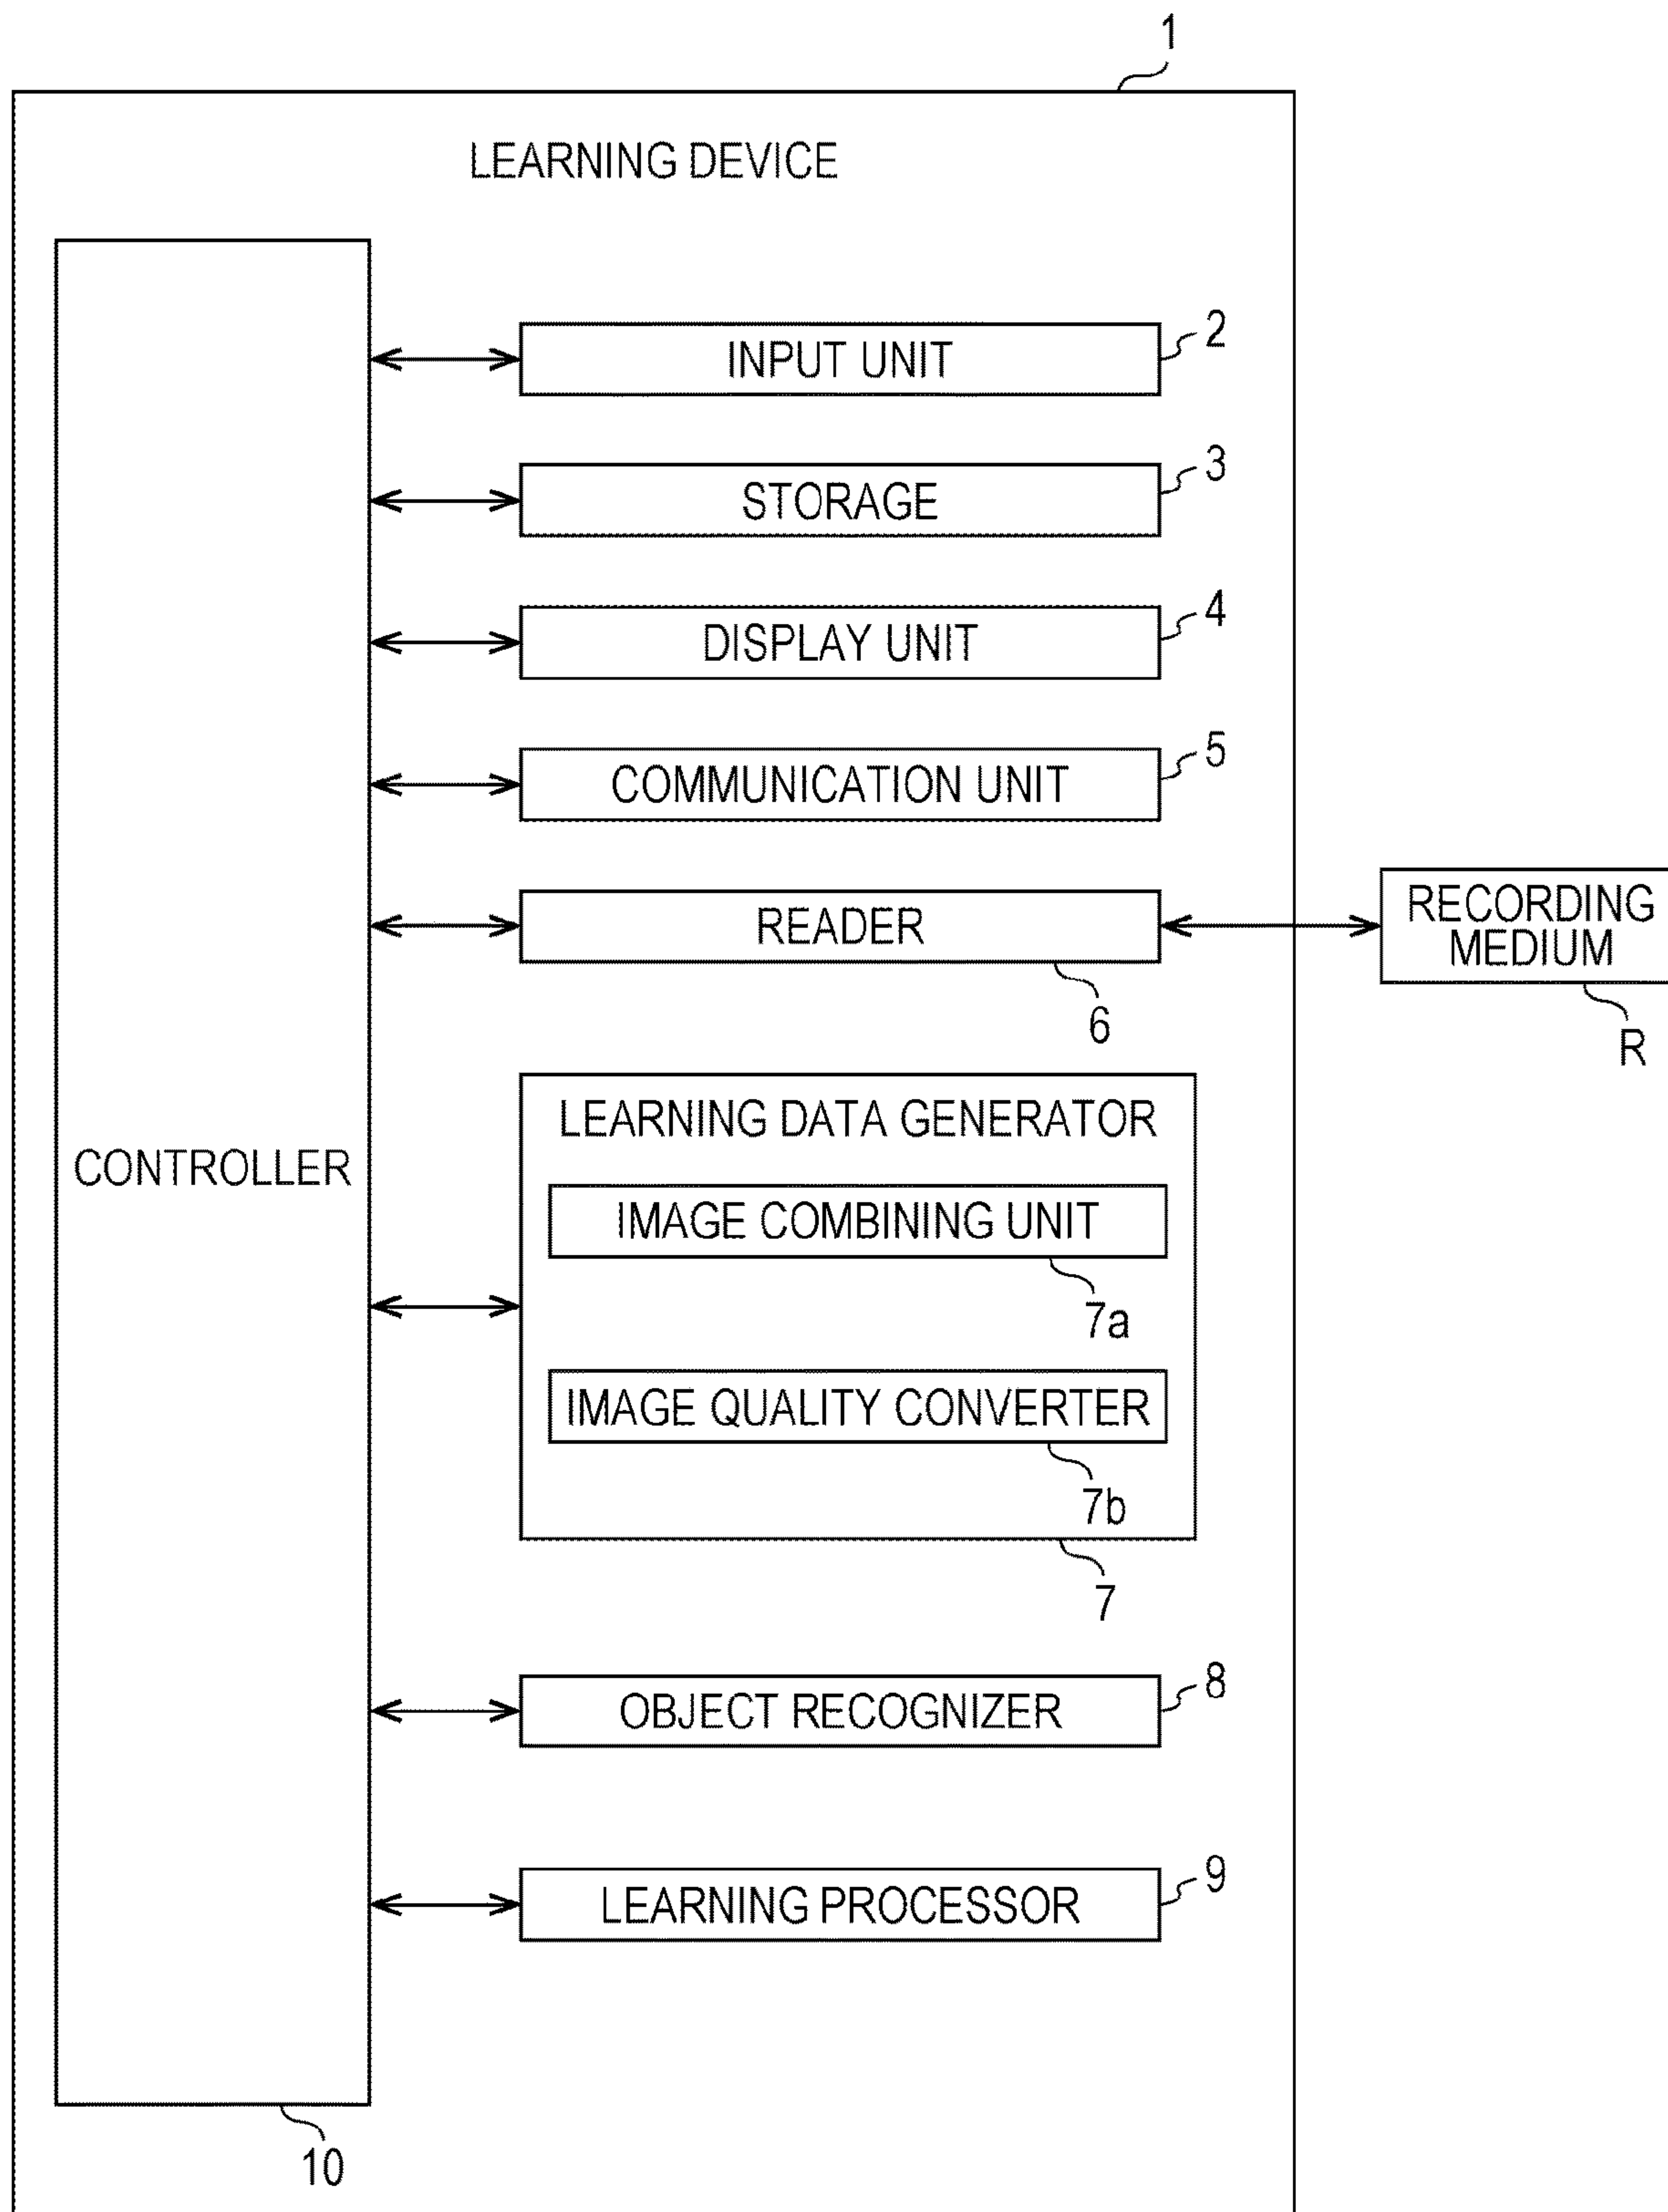 1
LEARNING DEVICE
2
INPUT UNIT
3
STORAGE
4
DISPLAY UNIT
5
COMMUNICATION UNIT
READER
6
RECORDING
MEDIUM
R
CONTROLLER
LEARNING DATA GENERATOR
IMAGE COMBINING UNIT
7a
IMAGE QUALITY CONVERTER
7b
7
8
OBJECT RECOGNIZER
9
LEARNING PROCESSOR
10